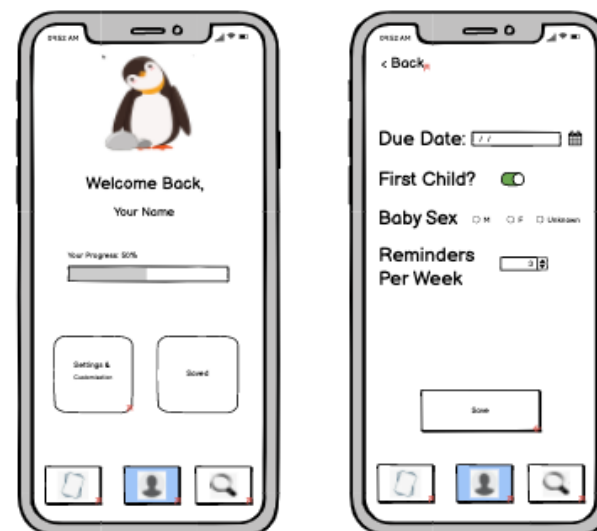 09:52 AM
Welcome Back,
Your Name
Your Progress: 50%
Settings &
Customization
Saved
09:52 AM
< Back
Due Date: / /
First Child?
Baby Sex M F Unknown
Reminders
Per Week
3
Save